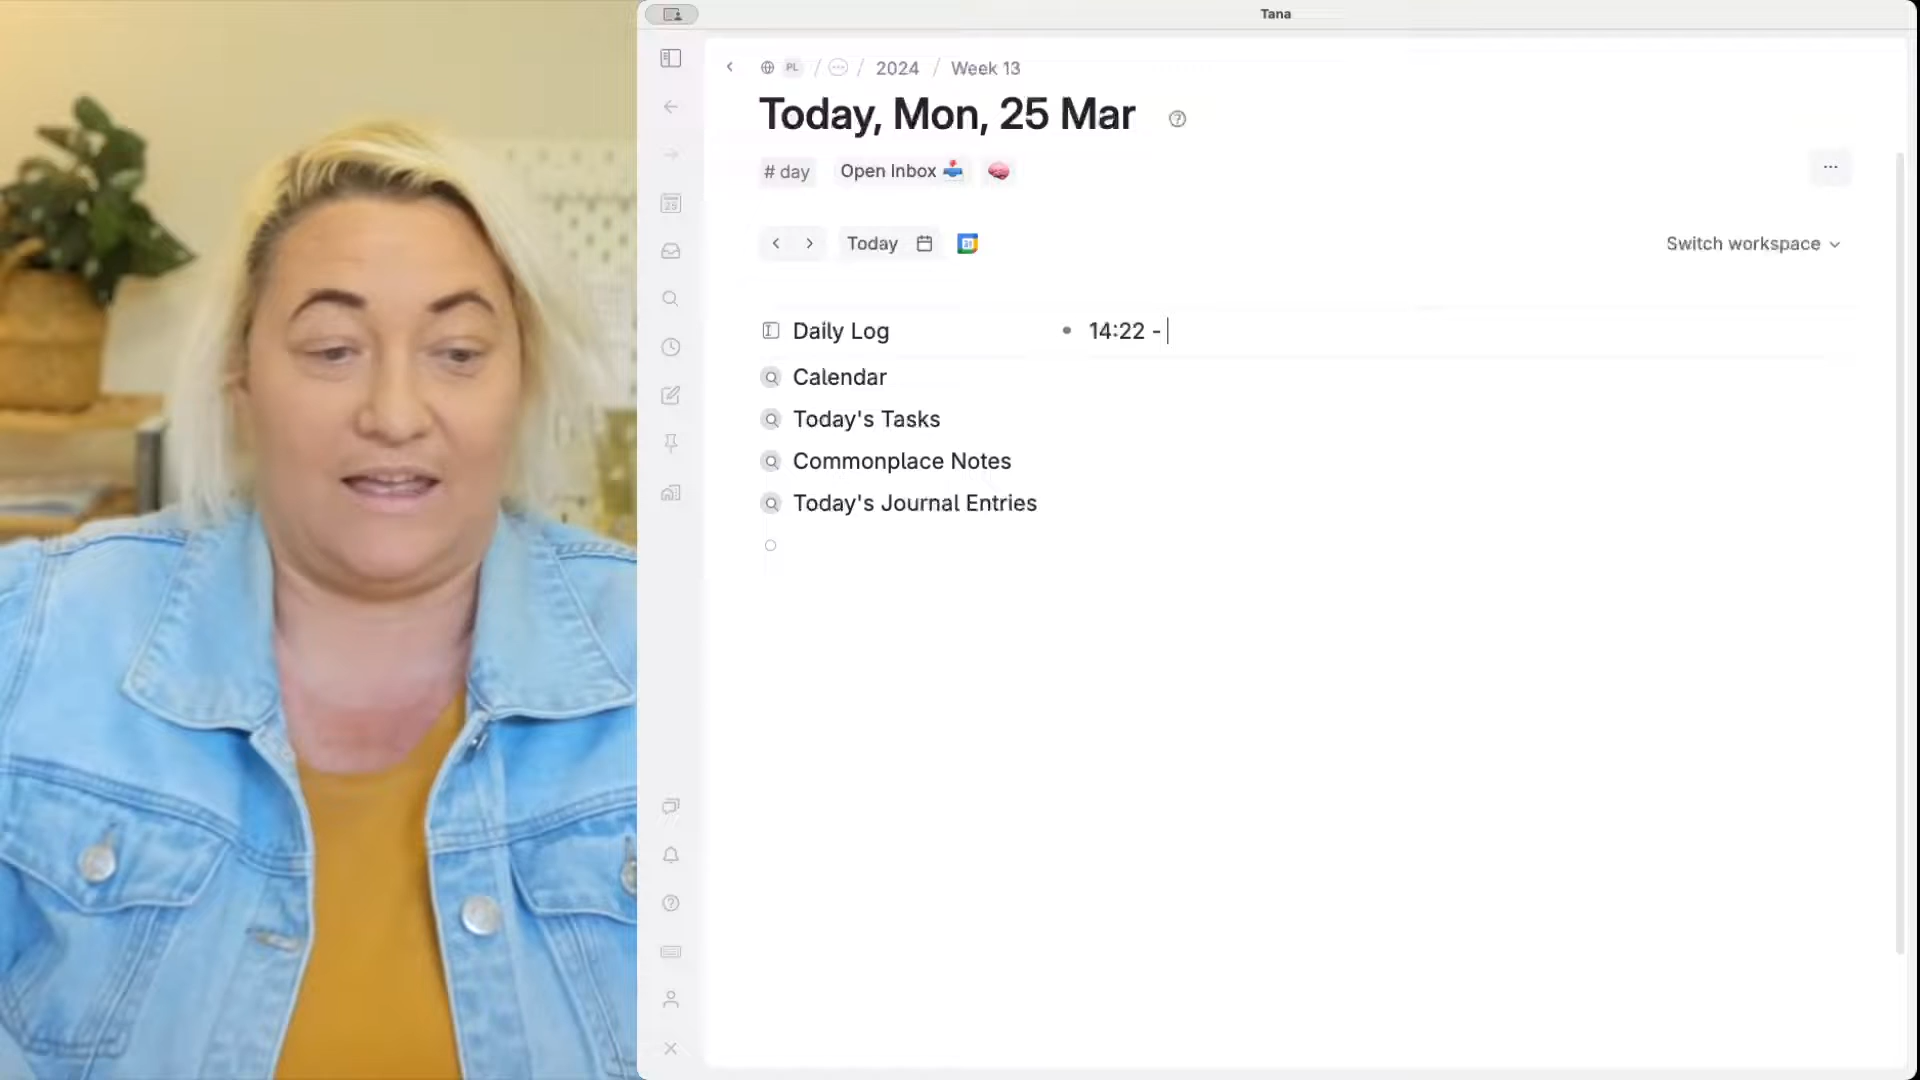 Tana
PL / / 2024 / Week 13
Today, Mon, 25 Mar
# day Open Inbox
Today
Switch workspace
Daily Log 14:22 -
Calendar
Today's Tasks
Commonplace Notes
Today's Journal Entries